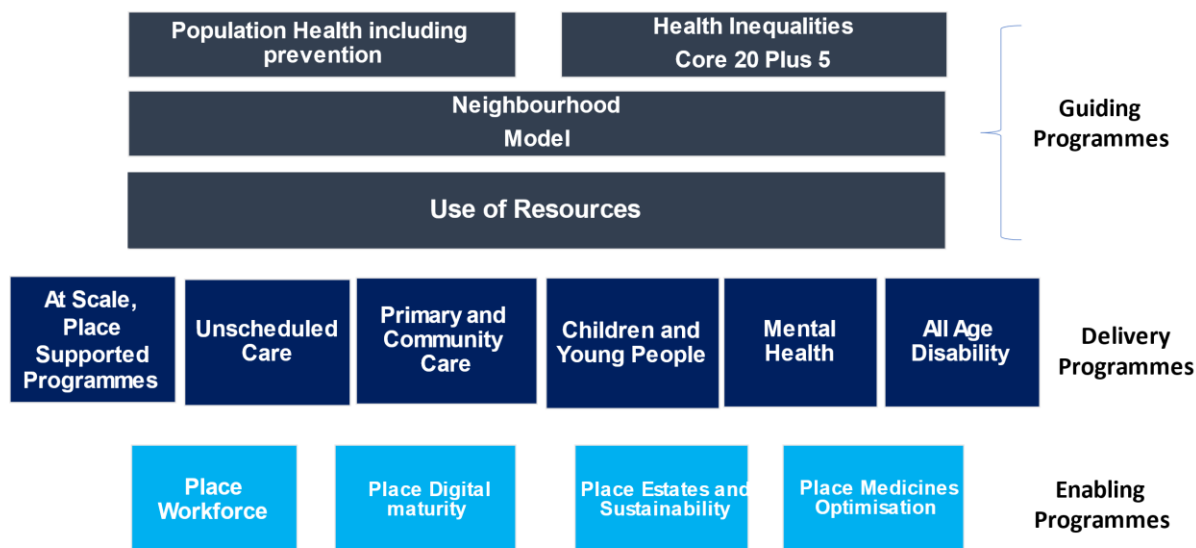 Population Health including
prevention
Health Inequalities
Core 20 Plus 5
Neighbourhood
Model
Use of Resources
Guiding
Programmes
At Scale,
Place
Supported
Programmes
Unscheduled
Care
Primary and
Community
Care
Children and
Young People
Mental
Health
All Age
Disability
Delivery
Programmes
Place
Workforce
Place Digital
maturity
Place Estates and
Sustainability
Place Medicines
Optimisation
Enabling
Programmes